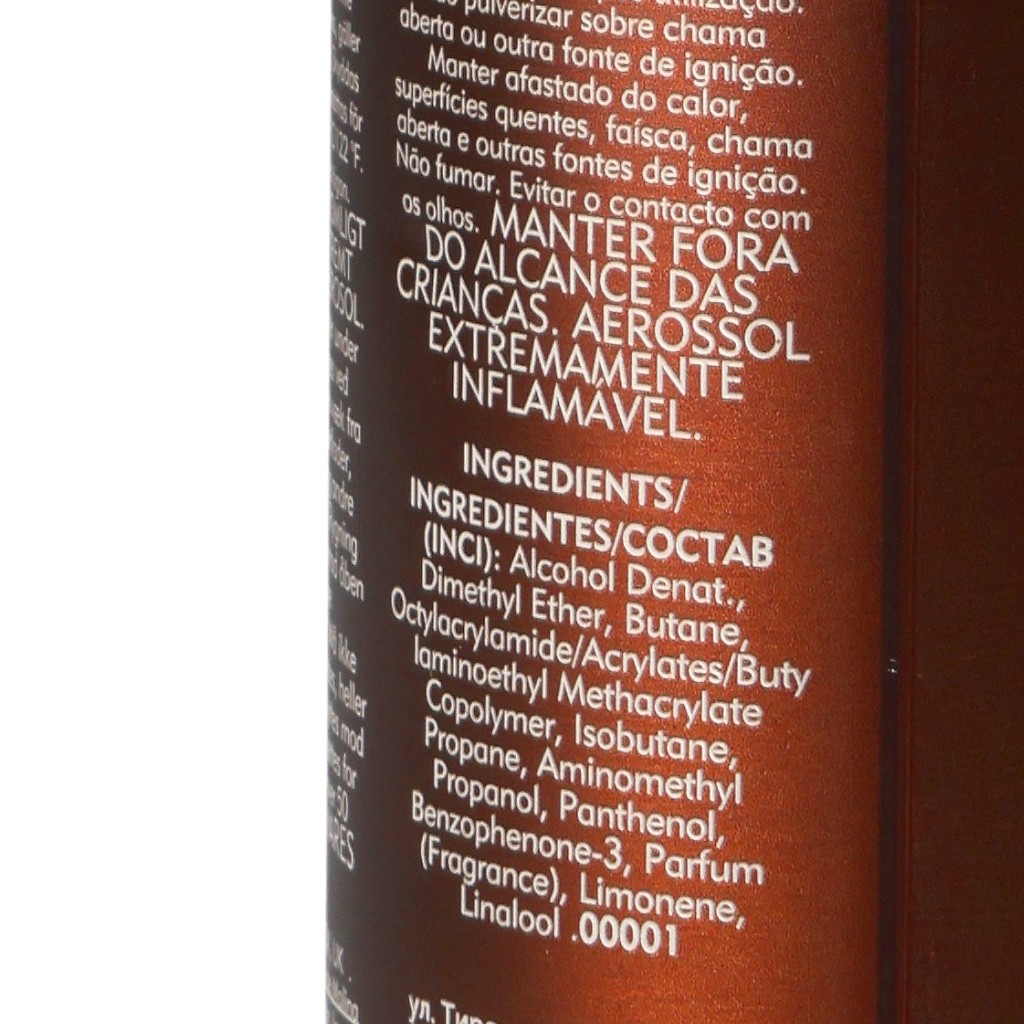 pulverizar sobre chama
aberta ou outra fonte de ignição.
Manter afastado do calor,
superfícies quentes, faísca, chama
aberta e outras fontes de ignição.
Não fumar. Evitar o contacto com
os olhos. MANTER FORA
DO ALCANCE DAS
CRIANÇAS. AEROSSOL
EXTREMAMENTE
INFLAMÁVEL.
INGREDIENTS/
INGREDIENTES/СОСТАВ
(INCI): Alcohol Denat.,
Dimethyl Ether, Butane,
Octylacrylamide/Acrylates/Buty
laminoethyl Methacrylate
Copolymer, Isobutane,
Propane, Aminomethyl
Propanol, Panthenol,
Benzophenone-3, Parfum
(Fragrance), Limonene,
Linalool .00001
ул.